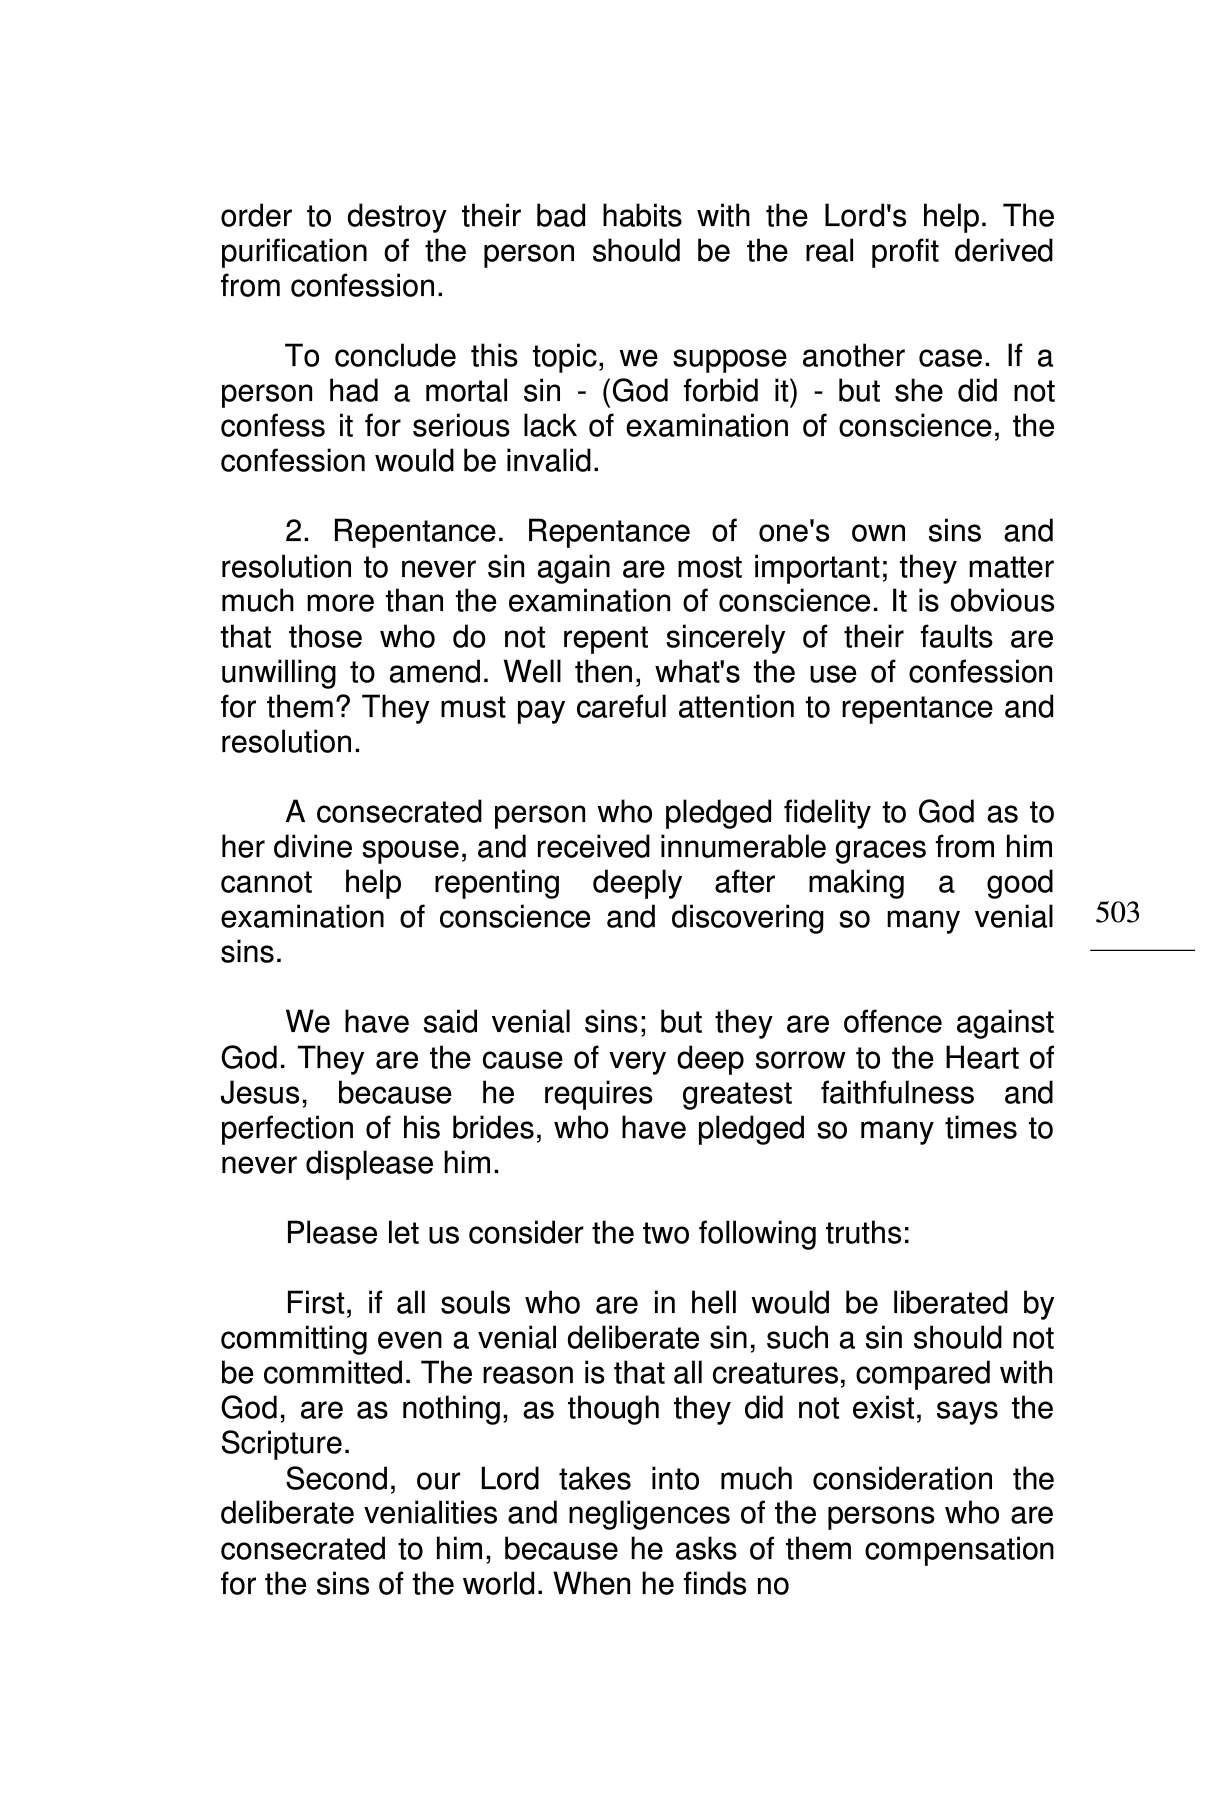 order to destroy their bad habits with the Lord's help. The
purification of the person should be the real profit derived
from confession.
To conclude this topic, we suppose another case. If a
person had a mortal sin - (God forbid it) - but she did not
confess it for serious lack of examination of conscience, the
confession would be invalid.
2. Repentance. Repentance of one's own sins and
resolution to never sin again are most important; they matter
much more than the examination of conscience. It is obvious
that those who do not repent sincerely of their faults are
unwilling to amend. Well then, what's the use of confession
for them? They must pay careful attention to repentance and
resolution.
A consecrated person who pledged fidelity to God as to
her divine spouse, and received innumerable graces from him
cannot help repenting deeply after making a good
examination of conscience and discovering so many venial
sins.
503
We have said venial sins; but they are offence against
God. They are the cause of very deep sorrow to the Heart of
Jesus, because he requires greatest faithfulness and
perfection of his brides, who have pledged so many times to
never displease him.
Please let us consider the two following truths:
First, if all souls who are in hell would be liberated by
committing even a venial deliberate sin, such a sin should not
be committed. The reason is that all creatures, compared with
God, are as nothing, as though they did not exist, says the
Scripture.
Second, our Lord takes into much consideration the
deliberate venialities and negligences of the persons who are
consecrated to him, because he asks of them compensation
for the sins of the world. When he finds no